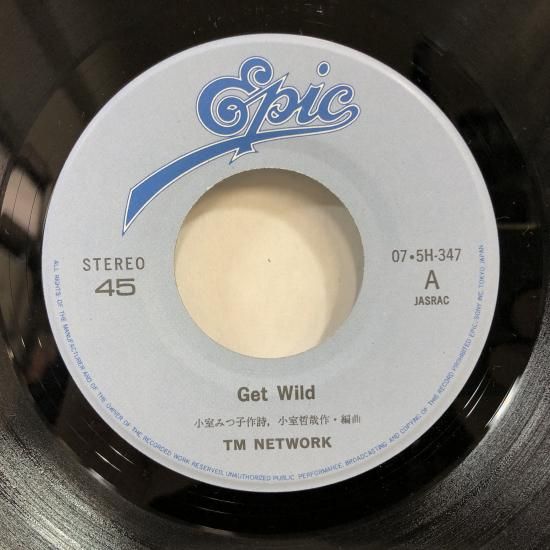 Epic
STEREO
45
07・5H-347
A
JASRAC
Get Wild
小室みつ子作詩, 小室哲哉作・編曲
TM NETWORK
ALL RIGHTS OF THE MANUFACTURER AND OF THE OWNER OF THE RECORDED WORK RESERVED. UNAUTHORIZED PUBLIC PERFORMANCE, BROADCASTING AND COPYING OF THIS RECORD PROHIBITED EPIC/SONY INC. TOKYO JAPAN